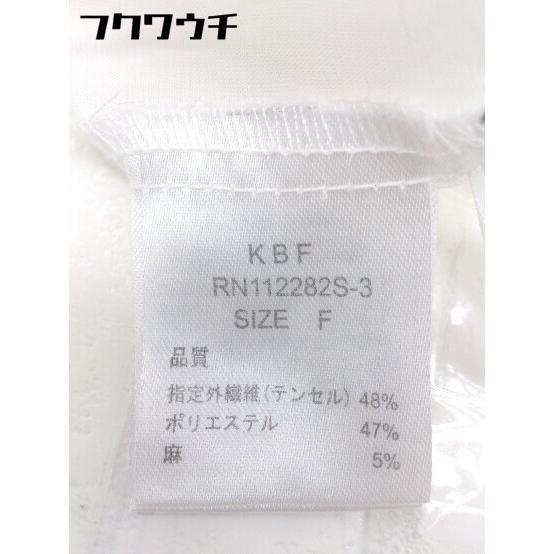 フクワウチ
KBF
RN112282S-3
SIZE F
品質
指定外繊維(テンセル) 48%
ポリエステル 47%
麻 5%